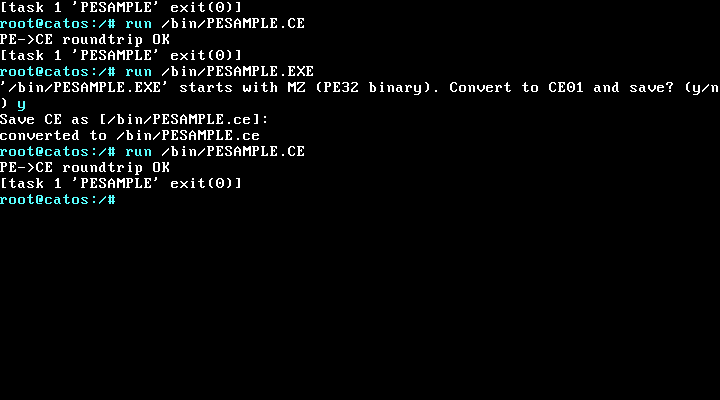 [task 1 'PESAMPLE' exit(0)]
root@catos:/# run /bin/PESAMPLE.CE
PE->CE roundtrip OK
[task 1 'PESAMPLE' exit(0)]
root@catos:/# run /bin/PESAMPLE.EXE
'/bin/PESAMPLE.EXE' starts with MZ (PE32 binary). Convert to CE01 and save? (y/n
) y
Save CE as [/bin/PESAMPLE.ce]:
converted to /bin/PESAMPLE.ce
root@catos:/# run /bin/PESAMPLE.CE
PE->CE roundtrip OK
[task 1 'PESAMPLE' exit(0)]
root@catos:/#